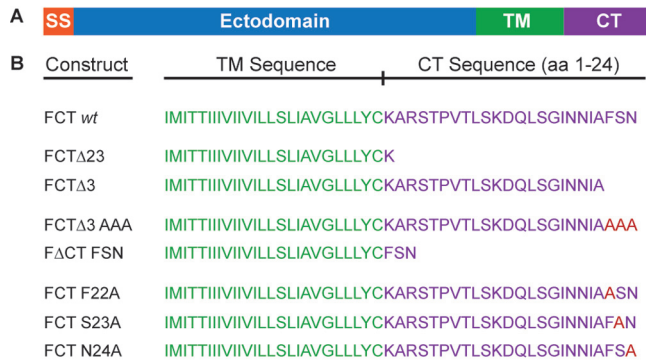 A SS Ectodomain TM CT
B Construct TM Sequence CT Sequence (aa 1-24)
FCT wt IMITTIIIVIIVILLSLIAVGLLLYCKARSTPVTLSKDQLSGINNIAFSN
FCTΔ23 IMITTIIIVIIVILLSLIAVGLLLYCK
FCTΔ3 IMITTIIIVIIVILLSLIAVGLLLYCKARSTPVTLSKDQLSGINNIA
FCTΔ3 AAA IMITTIIIVIIVILLSLIAVGLLLYCKARSTPVTLSKDQLSGINNIAAAA
FΔCT FSN IMITTIIIVIIVILLSLIAVGLLLYCFSN
FCT F22A IMITTIIIVIIVILLSLIAVGLLLYCKARSTPVTLSKDQLSGINNIAASN
FCT S23A IMITTIIIVIIVILLSLIAVGLLLYCKARSTPVTLSKDQLSGINNIAFAN
FCT N24A IMITTIIIVIIVILLSLIAVGLLLYCKARSTPVTLSKDQLSGINNIAFSA